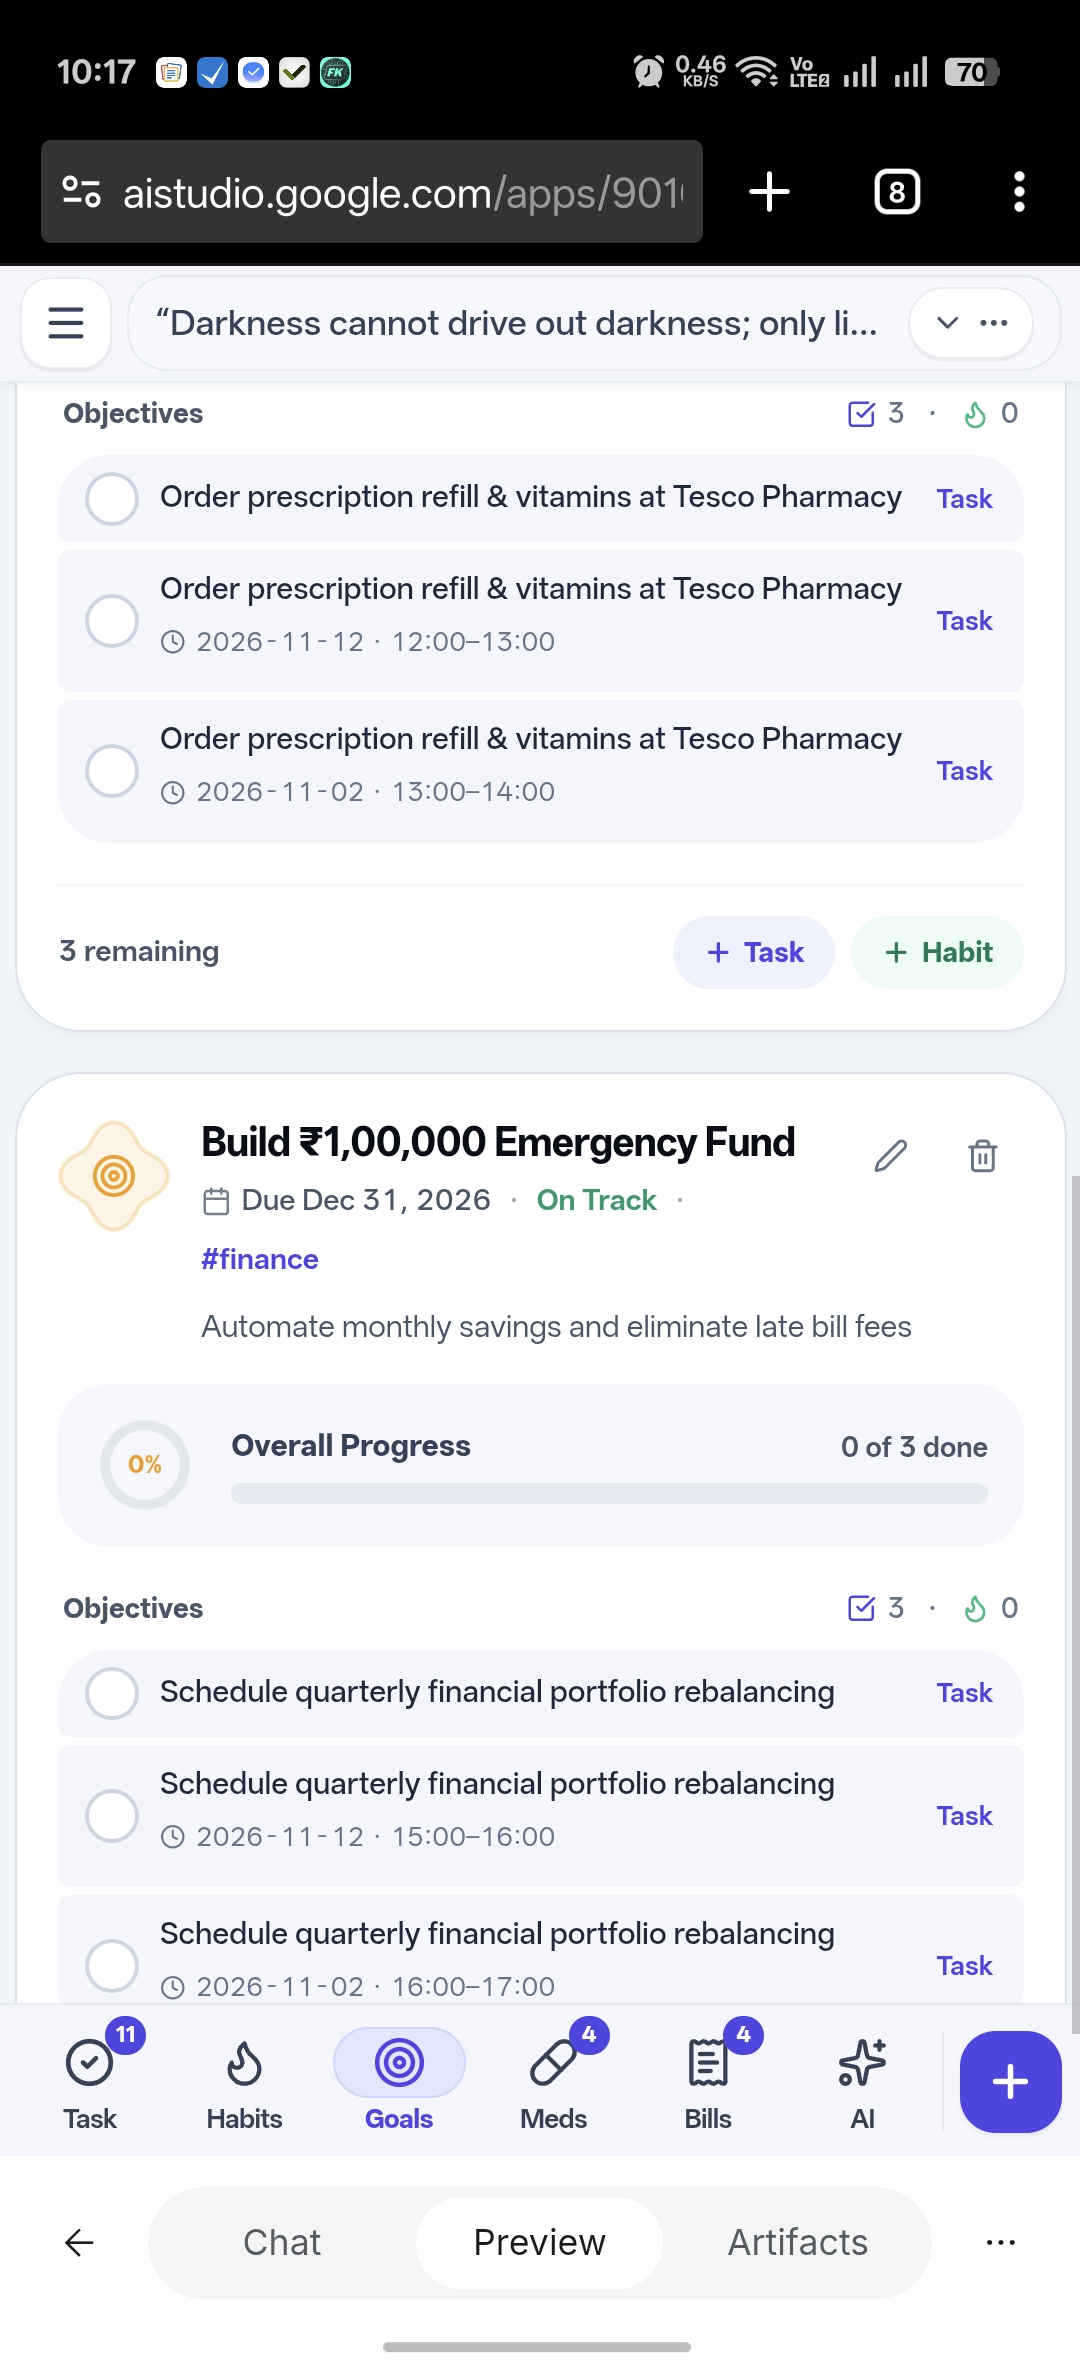 10:17
FK
0.46
KB/S
Vo
LTE2
70
aistudio.google.com/apps/901
8
“Darkness cannot drive out darkness; only li...
Objectives
3 · 0
Order prescription refill & vitamins at Tesco Pharmacy
Task
Order prescription refill & vitamins at Tesco Pharmacy
2026-11-12 · 12:00–13:00
Task
Order prescription refill & vitamins at Tesco Pharmacy
2026-11-02 · 13:00–14:00
Task
3 remaining
+ Task
+ Habit
Build ₹1,00,000 Emergency Fund
Due Dec 31, 2026 · On Track ·
#finance
Automate monthly savings and eliminate late bill fees
0%
Overall Progress
0 of 3 done
Objectives
3 · 0
Schedule quarterly financial portfolio rebalancing
Task
Schedule quarterly financial portfolio rebalancing
2026-11-12 · 15:00–16:00
Task
Schedule quarterly financial portfolio rebalancing
2026-11-02 · 16:00–17:00
Task
11
4
4
Task
Habits
Goals
Meds
Bills
AI
Chat
Preview
Artifacts